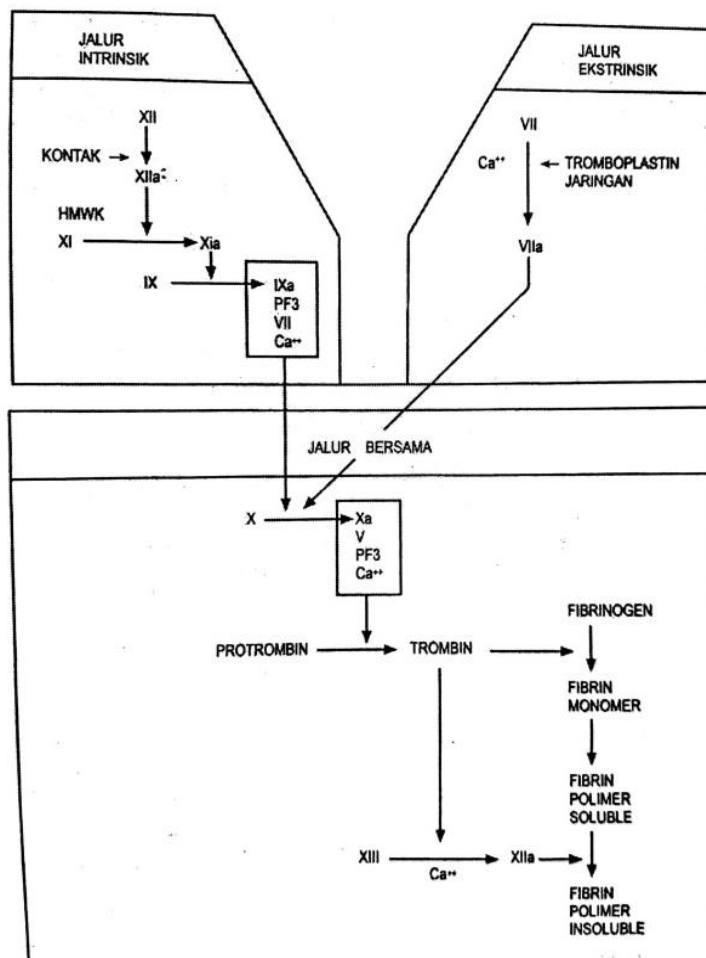 JALUR
INTRINSIK
XII
KONTAK
XIIa
HMWK
XI
Xia
IX
IXa
PF3
VII
Ca⁺⁺
JALUR
EKSTRINSIK
VII
Ca⁺⁺
TROMBOPLASTIN
JARINGAN
VIIa
JALUR BERSAMA
X
Xa
V
PF3
Ca⁺⁺
PROTROMBIN
TROMBIN
FIBRINOGEN
FIBRIN
MONOMER
FIBRIN
POLIMER
SOLUBLE
XIII
Ca⁺⁺
XIIa
FIBRIN
POLIMER
INSOLUBLE